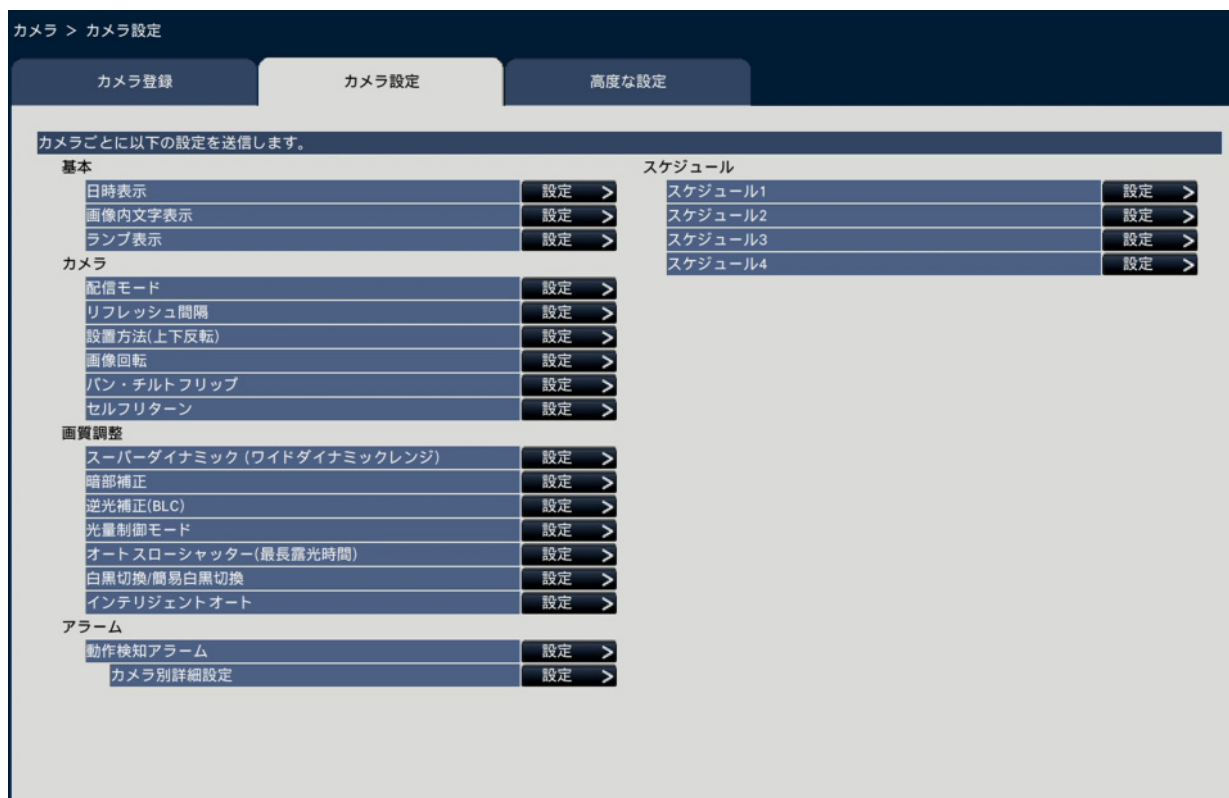 カメラ > カメラ設定
カメラ登録 カメラ設定 高度な設定
カメラごとに以下の設定を送信します。
基本
日時表示 設定 >
画像内文字表示 設定 >
ランプ表示 設定 >
カメラ
配信モード 設定 >
リフレッシュ間隔 設定 >
設置方法(上下反転) 設定 >
画像回転 設定 >
パン・チルトフリップ 設定 >
セルフリターン 設定 >
画質調整
スーパーダイナミック (ワイドダイナミックレンジ) 設定 >
暗部補正 設定 >
逆光補正(BLC) 設定 >
光量制御モード 設定 >
オートスローシャッター(最長露光時間) 設定 >
白黒切換/簡易白黒切換 設定 >
インテリジェントオート 設定 >
アラーム
動作検知アラーム 設定 >
カメラ別詳細設定 設定 >
スケジュール
スケジュール1 設定 >
スケジュール2 設定 >
スケジュール3 設定 >
スケジュール4 設定 >